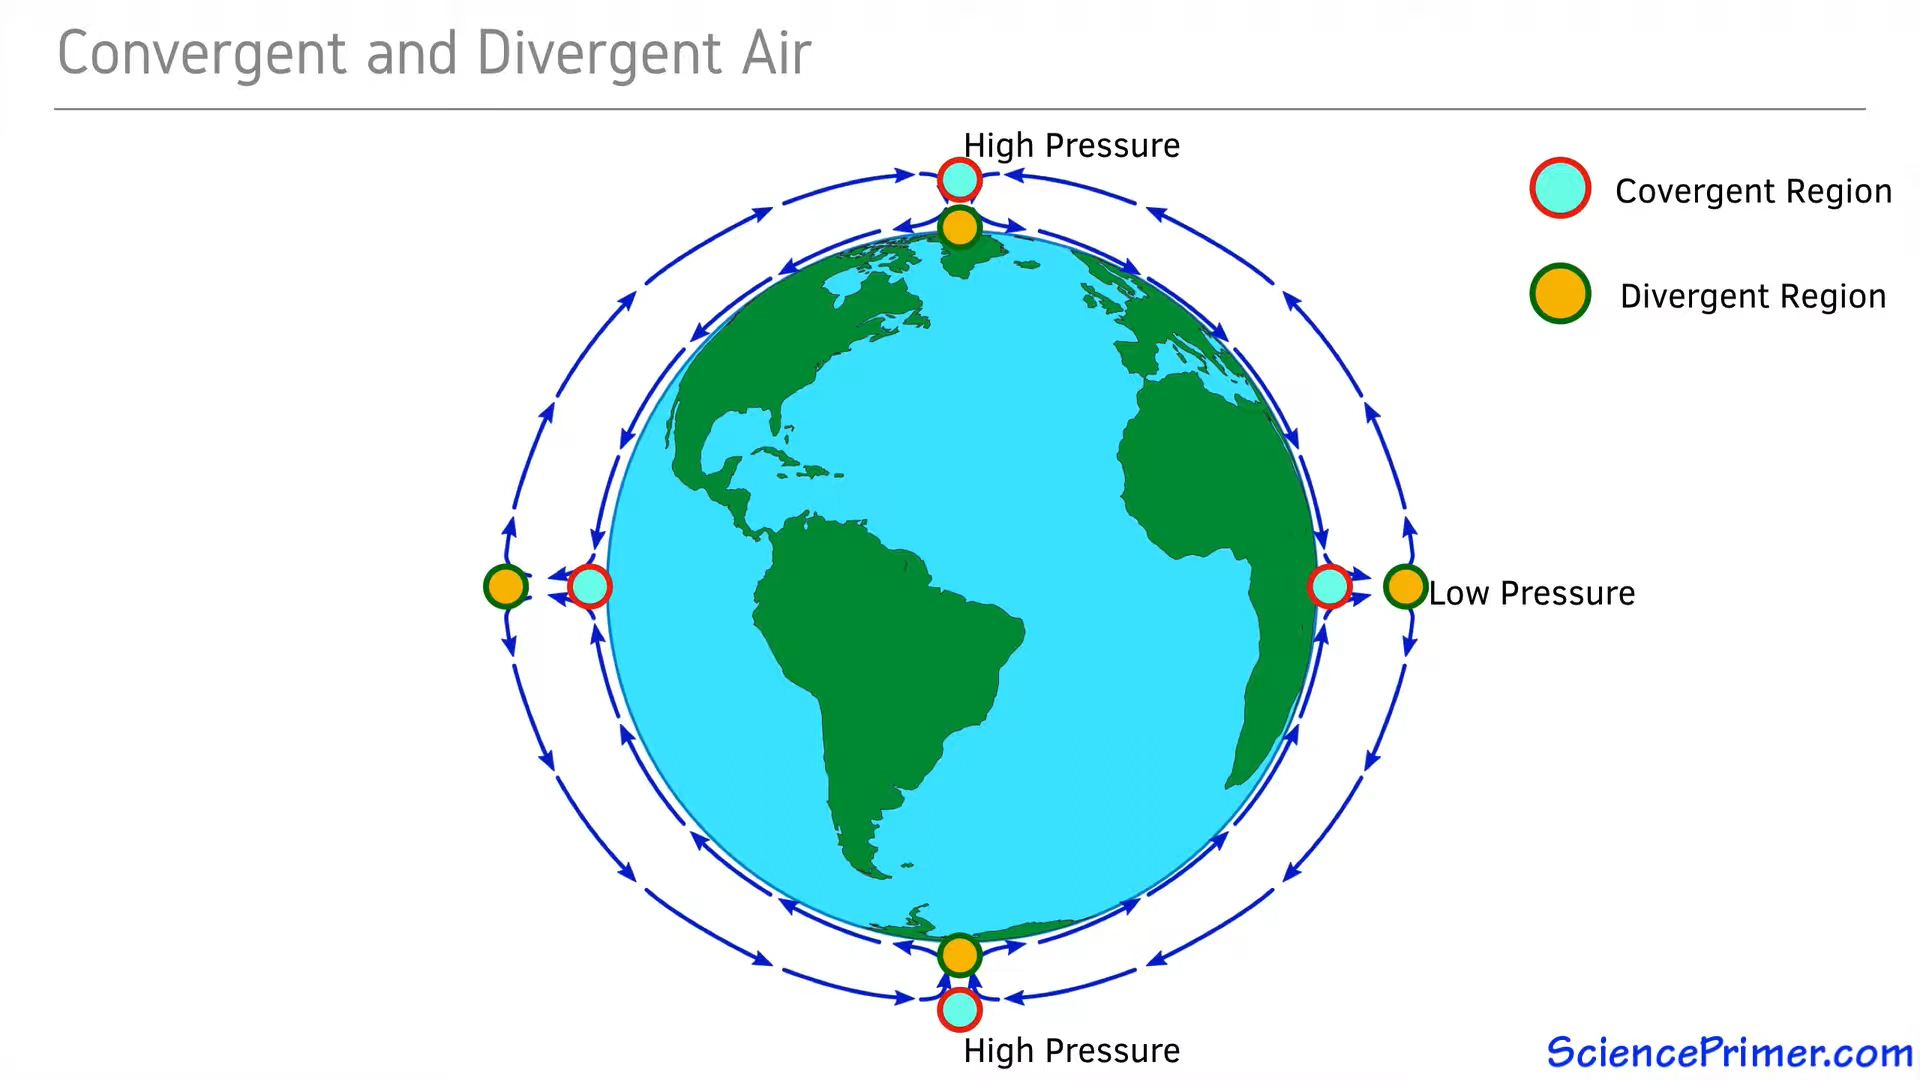 Convergent and Divergent Air
High Pressure
Covergent Region
Divergent Region
Low Pressure
High Pressure
SciencePrimer.com